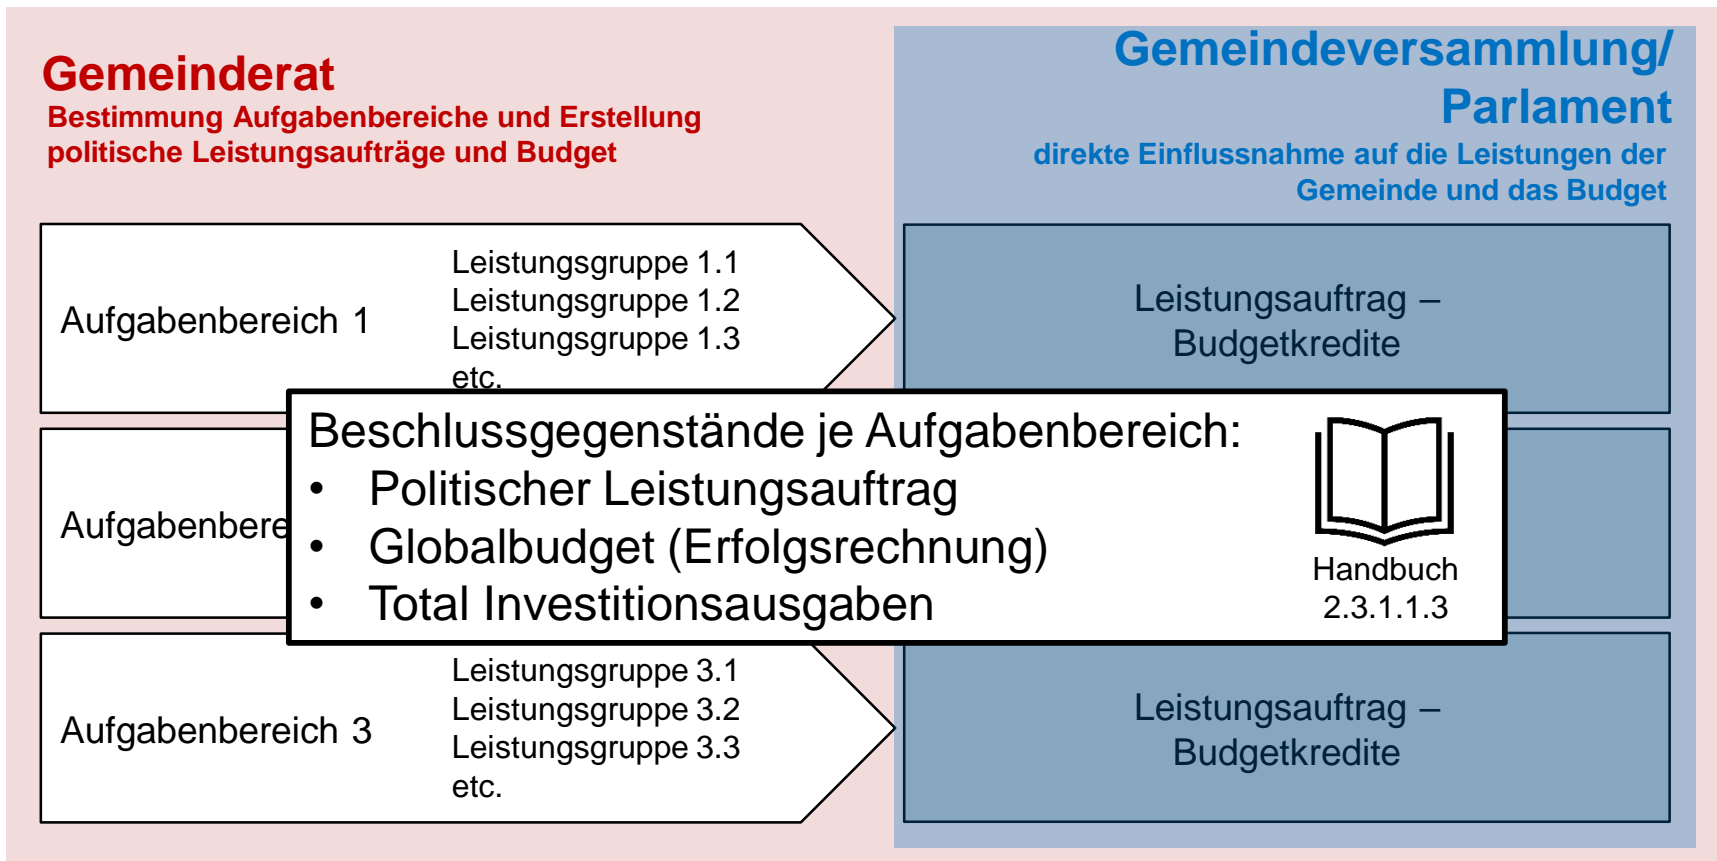 Gemeinderat
Bestimmung Aufgabenbereiche und Erstellung
politische Leistungsaufträge und Budget
Gemeindeversammlung/
Parlament
direkte Einflussnahme auf die Leistungen der
Gemeinde und das Budget
Aufgabenbereich 1
Leistungsgruppe 1.1
Leistungsgruppe 1.2
Leistungsgruppe 1.3
etc.
Leistungsauftrag –
Budgetkredite
Aufgabenbere
Beschlussgegenstände je Aufgabenbereich:
• Politischer Leistungsauftrag
• Globalbudget (Erfolgsrechnung)
• Total Investitionsausgaben
Handbuch
2.3.1.1.3
Aufgabenbereich 3
Leistungsgruppe 3.1
Leistungsgruppe 3.2
Leistungsgruppe 3.3
etc.
Leistungsauftrag –
Budgetkredite